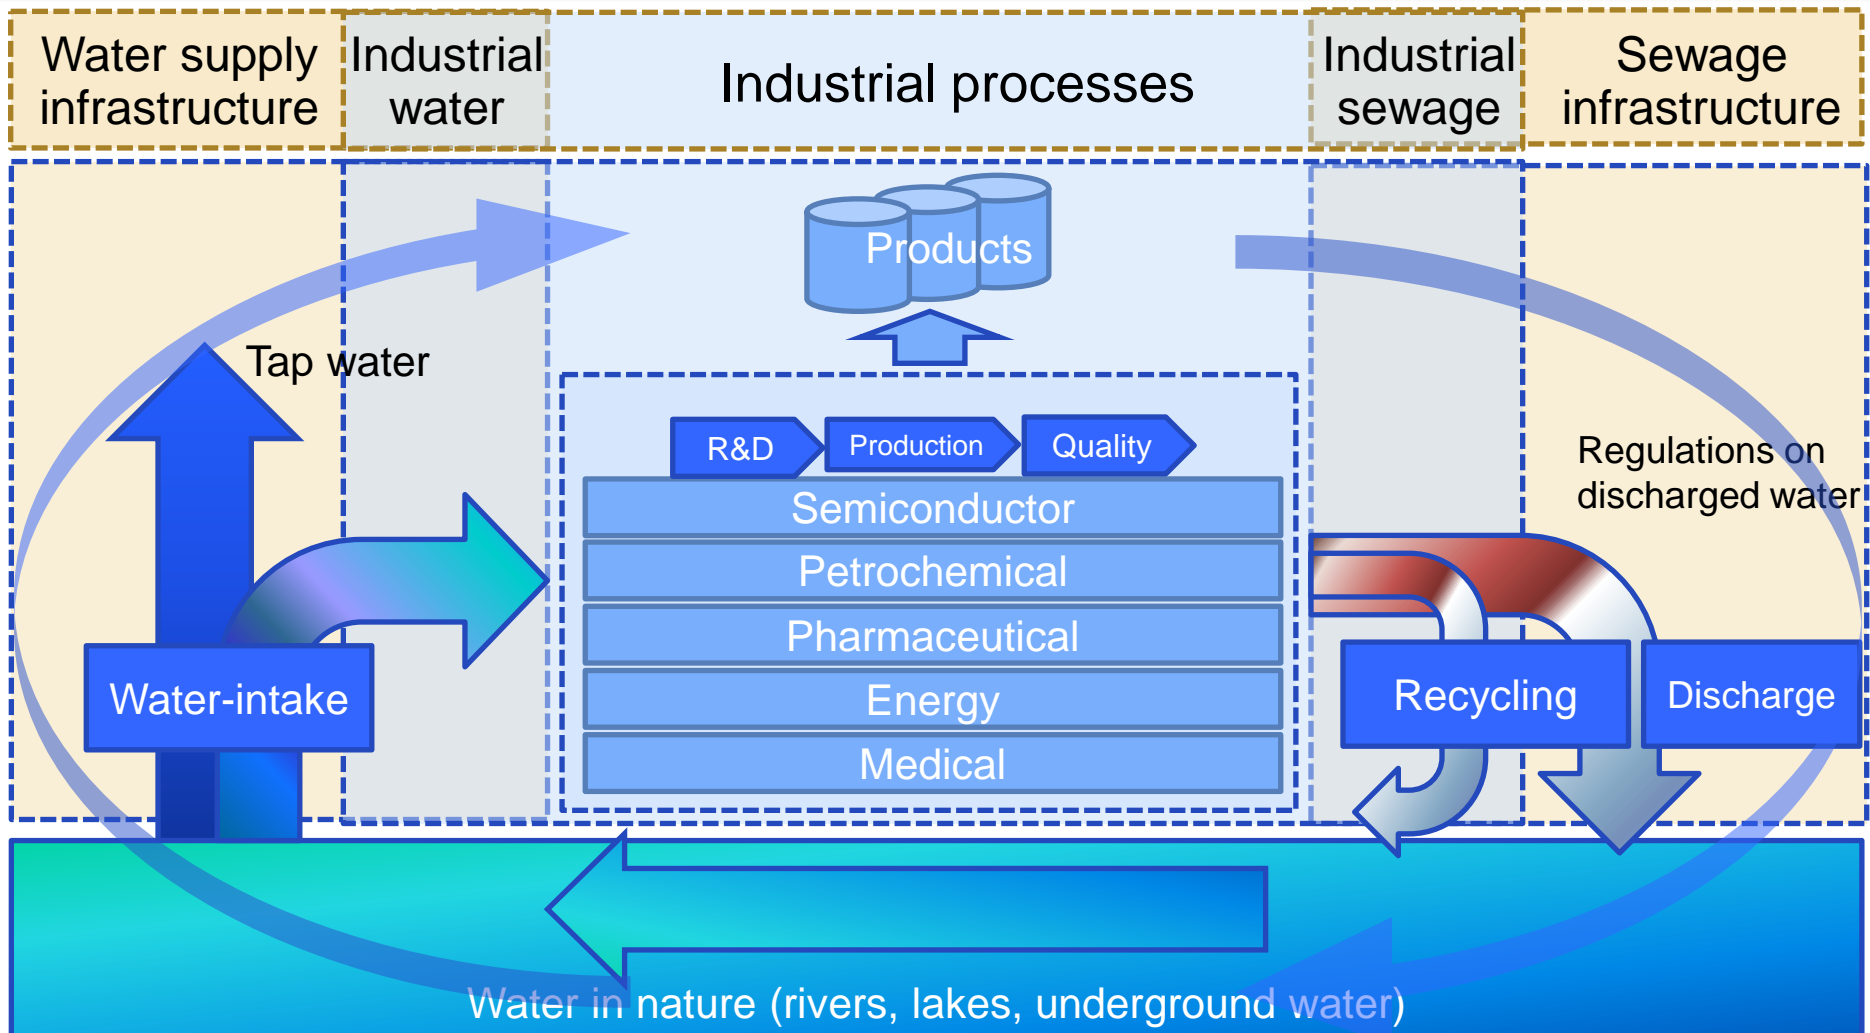 Water supply
infrastructure
Industrial
water
Industrial processes
Industrial
sewage
Sewage
infrastructure
Products
Tap water
R&D
Production
Quality
Regulations on
discharged water
Semiconductor
Petrochemical
Pharmaceutical
Energy
Medical
Water-intake
Recycling
Discharge
Water in nature (rivers, lakes, underground water)